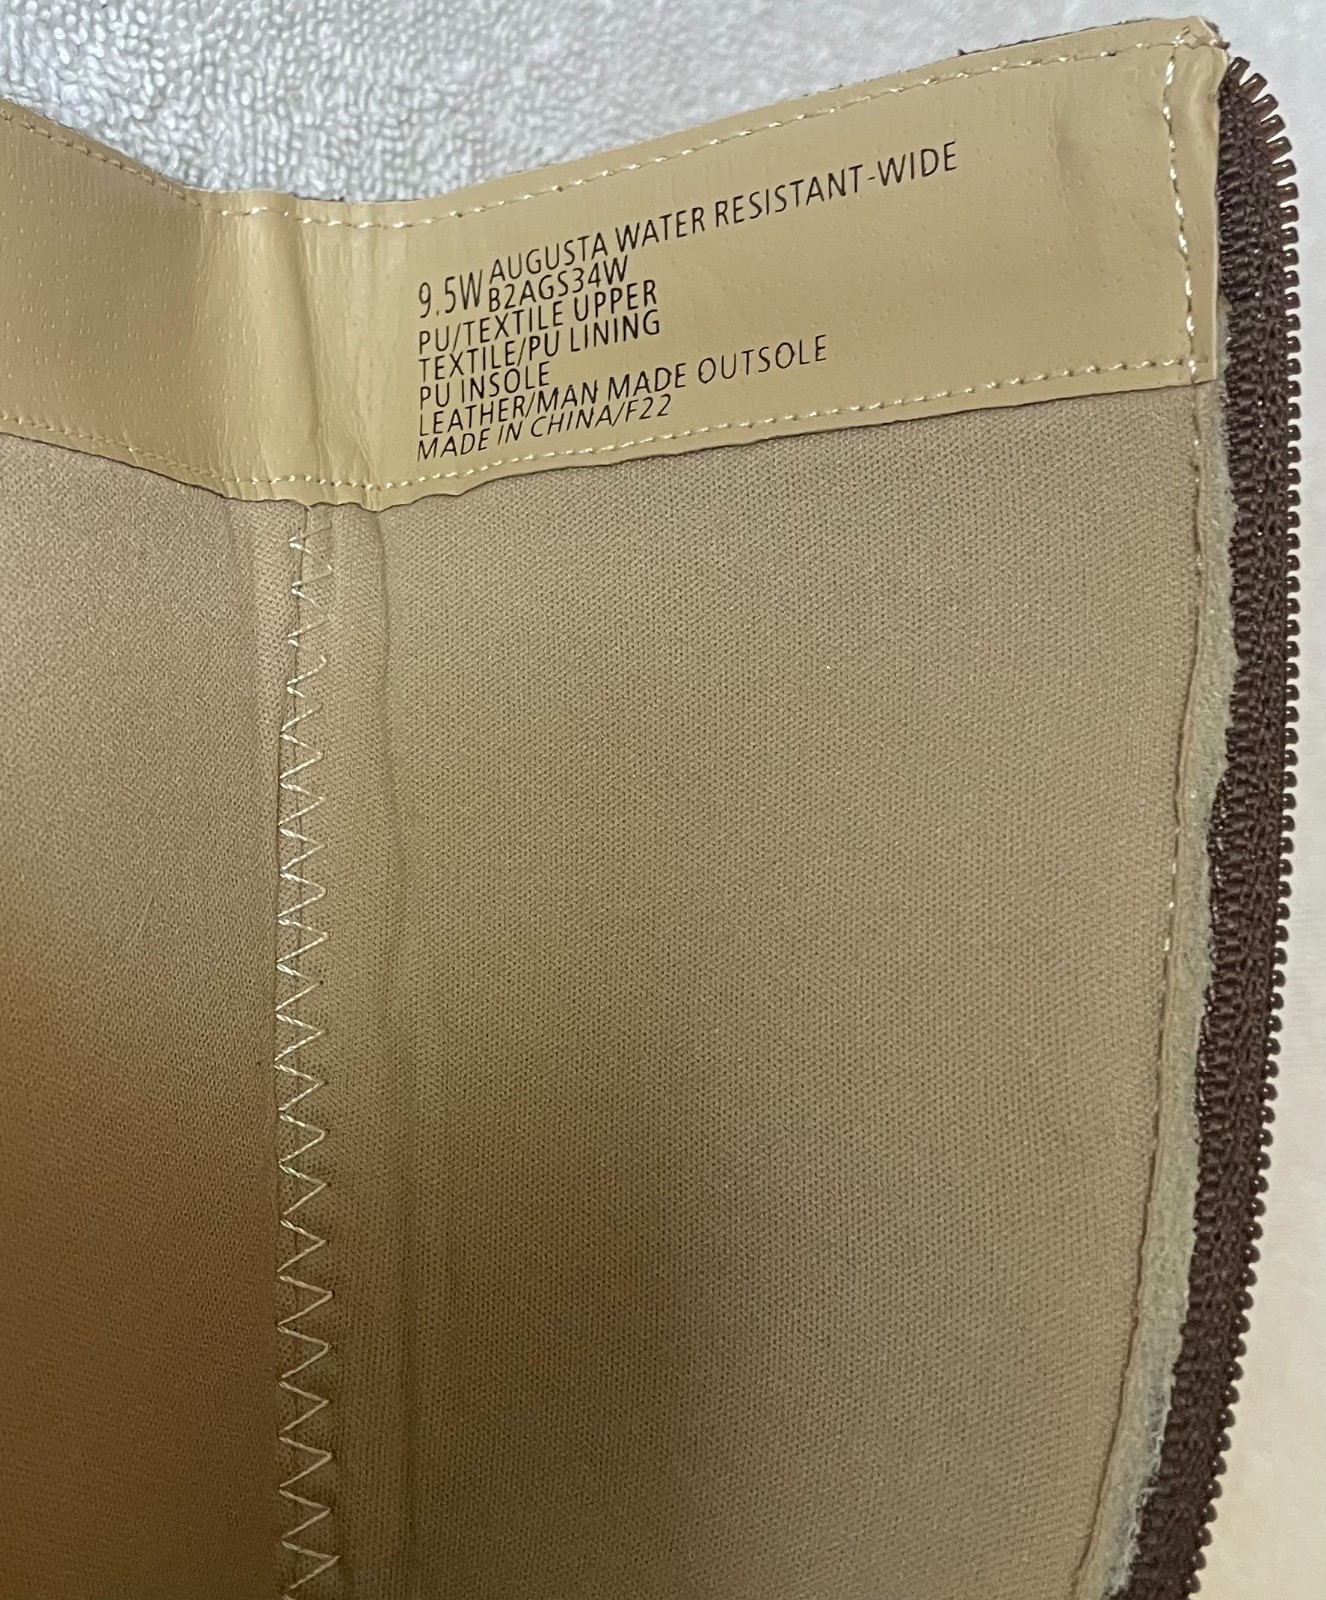 AUGUSTA WATER RESISTANT-WIDE
9.5W B2AGS34W
PU/TEXTILE UPPER
TEXTILE/PU LINING
PU INSOLE
LEATHER/MAN MADE OUTSOLE
MADE IN CHINA/F22